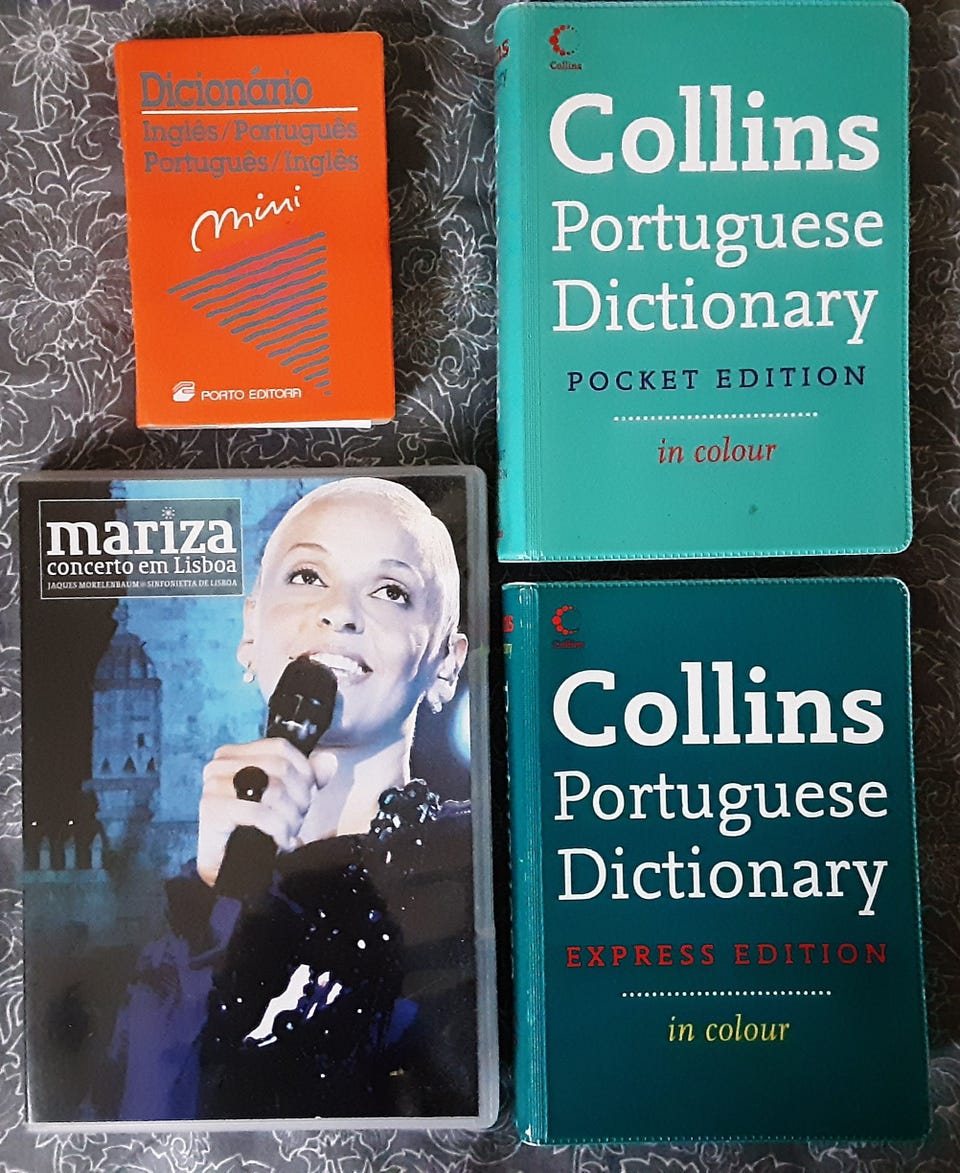 Dicionário
Inglês/Português
Português/Inglês
mini
PORTO EDITORA
Collins
Collins
Portuguese
Dictionary
POCKET EDITION
in colour
mariza
concerto em Lisboa
JAQUES MORELENBAUM SINFONIETTA DE LISBOA
Collins
Collins
Portuguese
Dictionary
EXPRESS EDITION
in colour